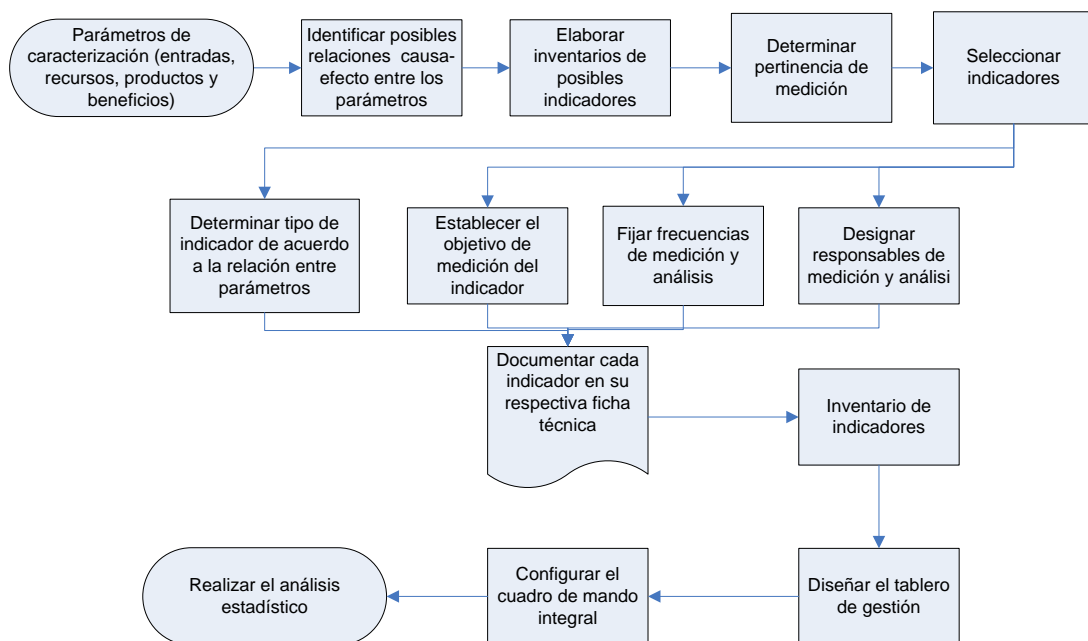 Parámetros de
caracterización (entradas,
recursos, productos y
beneficios)
Identificar posibles
relaciones causa-
efecto entre los
parámetros
Elaborar
inventarios de
posibles
indicadores
Determinar
pertinencia de
medición
Seleccionar
indicadores
Determinar tipo de
indicador de acuerdo
a la relación entre
parámetros
Establecer el
objetivo de
medición del
indicador
Fijar frecuencias
de medición y
análisis
Designar
responsables de
medición y análisi
Documentar cada
indicador en su
respectiva ficha
técnica
Inventario de
indicadores
Diseñar el tablero
de gestión
Configurar el
cuadro de mando
integral
Realizar el análisis
estadístico